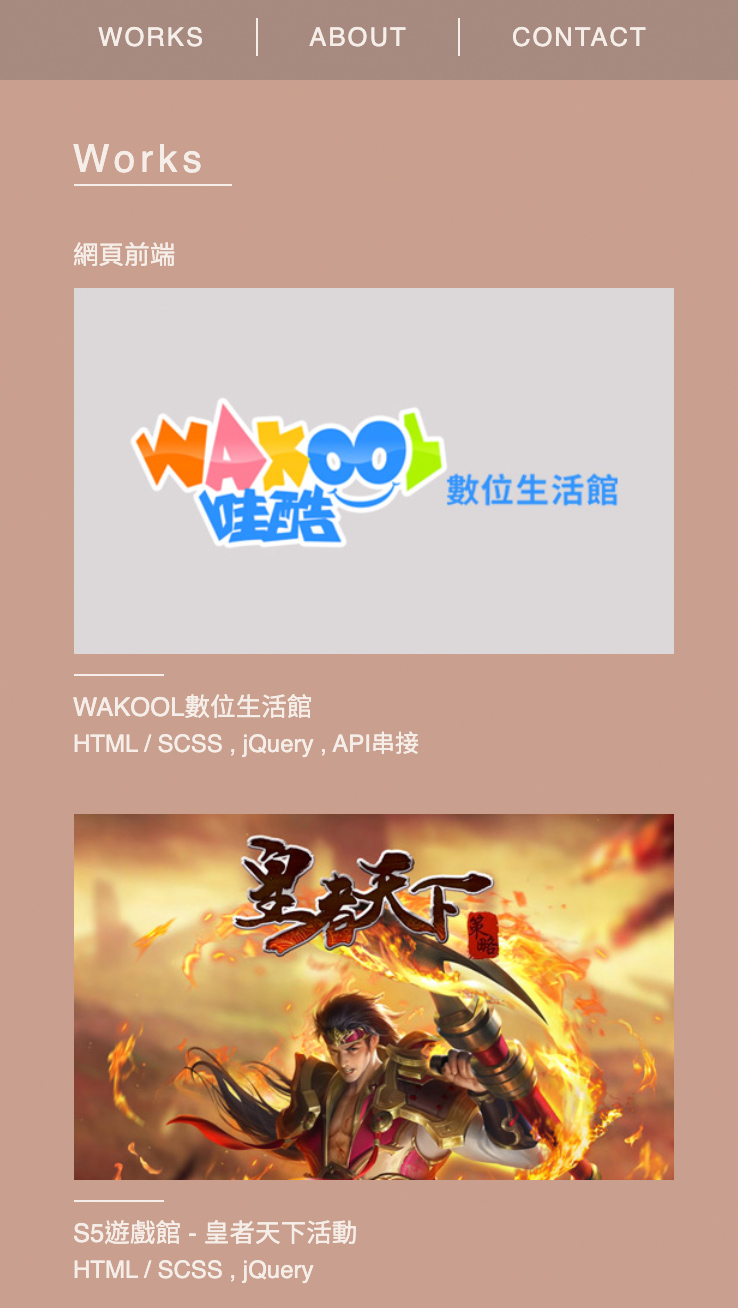 WORKS ABOUT CONTACT
Works
網頁前端
WAKOOL
哇酷 數位生活館
WAKOOL數位生活館
HTML / SCSS , jQuery , API串接
皇者天下
策略
S5遊戲館 - 皇者天下活動
HTML / SCSS , jQuery